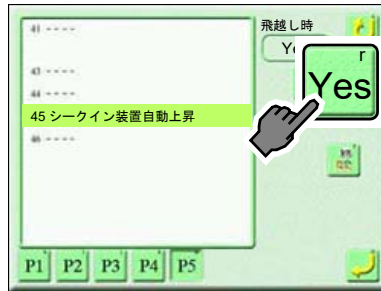 41 ----
飛越し時
Y
r
Yes
43 ----
44 ----
45 シークイン装置自動上昇
46 ----
P1 P2 P3 P4 P5